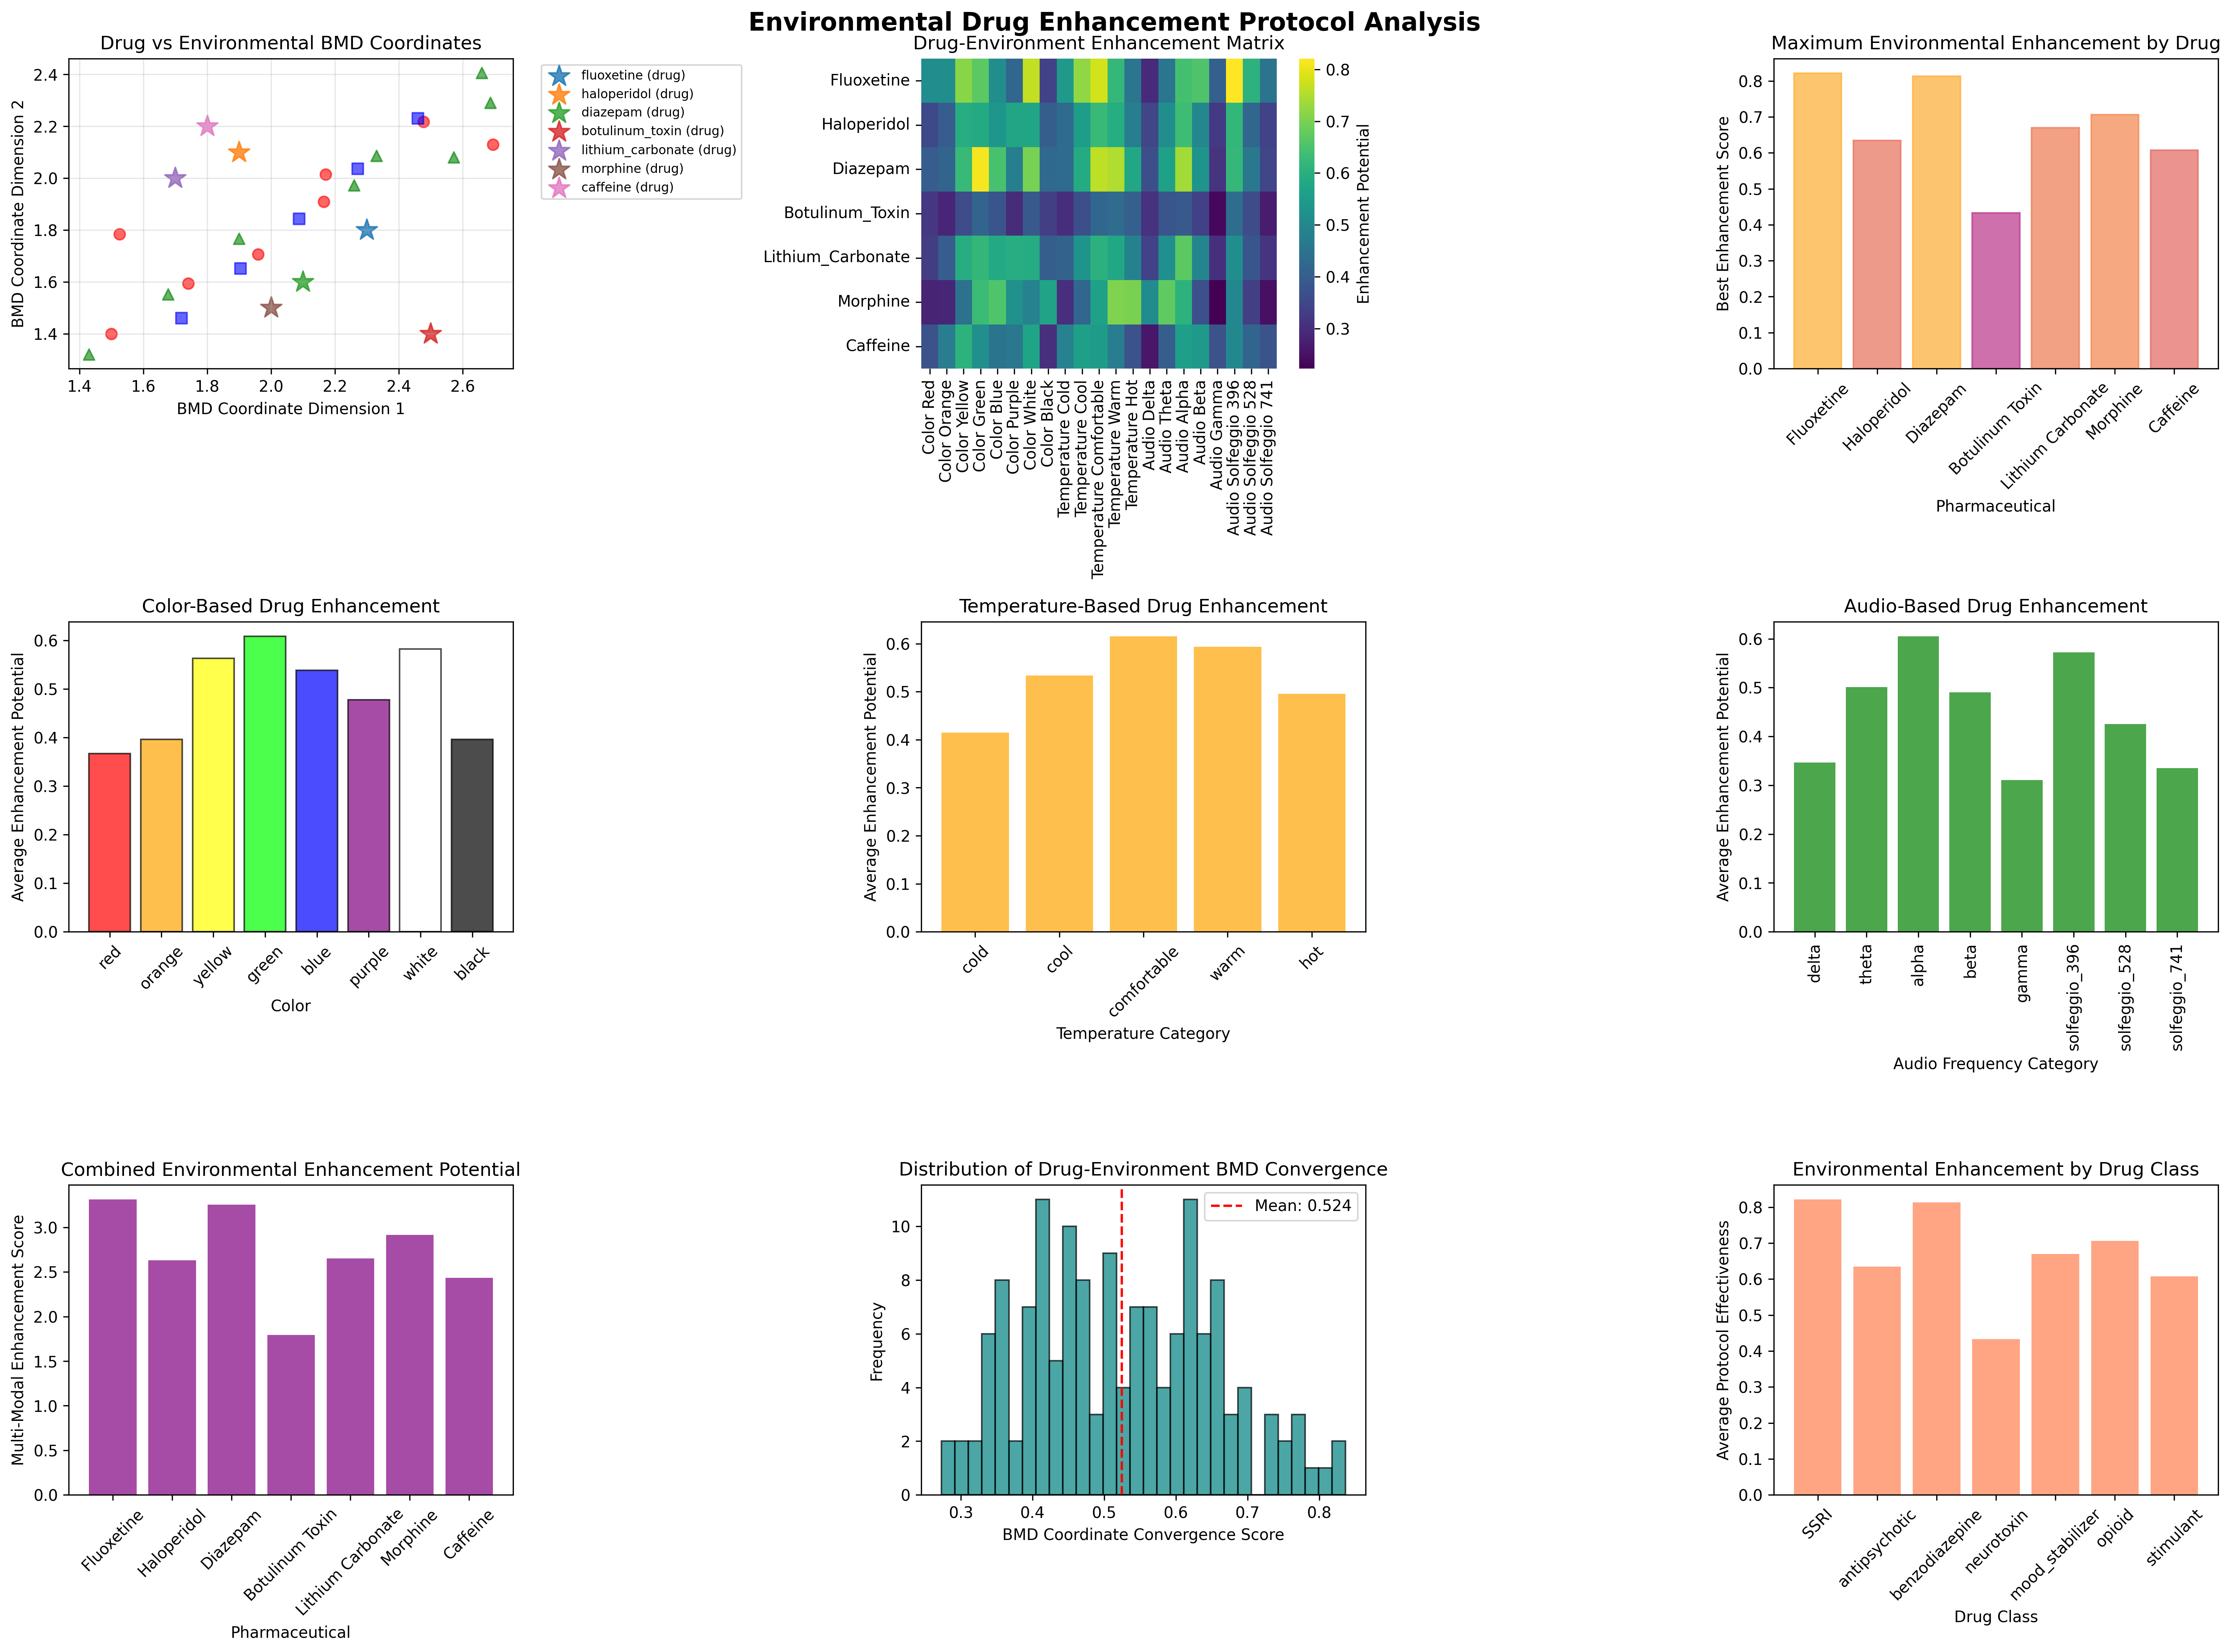 Environmental Drug Enhancement Protocol Analysis
Drug vs Environmental BMD Coordinates
BMD Coordinate Dimension 2
2.4
2.2
2.0
1.8
1.6
1.4
1.4 1.6 1.8 2.0 2.2 2.4 2.6
BMD Coordinate Dimension 1
fluoxetine (drug)
haloperidol (drug)
diazepam (drug)
botulinum_toxin (drug)
lithium_carbonate (drug)
morphine (drug)
caffeine (drug)
Drug-Environment Enhancement Matrix
Fluoxetine
Haloperidol
Diazepam
Botulinum_Toxin
Lithium_Carbonate
Morphine
Caffeine
Color Red
Color Orange
Color Yellow
Color Green
Color Blue
Color Purple
Color White
Color Black
Temperature Cold
Temperature Cool
Temperature Comfortable
Temperature Warm
Temperature Hot
Audio Delta
Audio Theta
Audio Alpha
Audio Beta
Audio Gamma
Audio Solfeggio 396
Audio Solfeggio 528
Audio Solfeggio 741
0.8
0.7
0.6
0.5
0.4
0.3
Enhancement Potential
Maximum Environmental Enhancement by Drug
Best Enhancement Score
0.8
0.7
0.6
0.5
0.4
0.3
0.2
0.1
0.0
Fluoxetine
Haloperidol
Diazepam
Botulinum Toxin
Lithium Carbonate
Morphine
Caffeine
Pharmaceutical
Color-Based Drug Enhancement
Average Enhancement Potential
0.6
0.5
0.4
0.3
0.2
0.1
0.0
red
orange
yellow
green
blue
purple
white
black
Color
Temperature-Based Drug Enhancement
Average Enhancement Potential
0.6
0.5
0.4
0.3
0.2
0.1
0.0
cold
cool
comfortable
warm
hot
Temperature Category
Audio-Based Drug Enhancement
Average Enhancement Potential
0.6
0.5
0.4
0.3
0.2
0.1
0.0
delta
theta
alpha
beta
gamma
solfeggio_396
solfeggio_528
solfeggio_741
Audio Frequency Category
Combined Environmental Enhancement Potential
Multi-Modal Enhancement Score
3.0
2.5
2.0
1.5
1.0
0.5
0.0
Fluoxetine
Haloperidol
Diazepam
Botulinum Toxin
Lithium Carbonate
Morphine
Caffeine
Pharmaceutical
Distribution of Drug-Environment BMD Convergence
Frequency
10
8
6
4
2
0
Mean: 0.524
0.3 0.4 0.5 0.6 0.7 0.8
BMD Coordinate Convergence Score
Environmental Enhancement by Drug Class
Average Protocol Effectiveness
0.8
0.7
0.6
0.5
0.4
0.3
0.2
0.1
0.0
SSRI
antipsychotic
benzodiazepine
neurotoxin
mood_stabilizer
opioid
stimulant
Drug Class